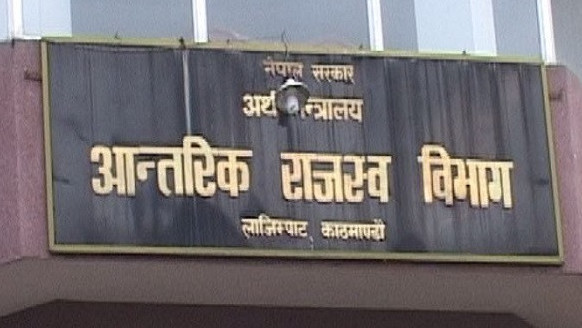 नेपाल सरकार
अर्थ मन्त्रालय
आन्तरिक राजस्व विभाग
लाजिम्पाट, काठमाण्डौ